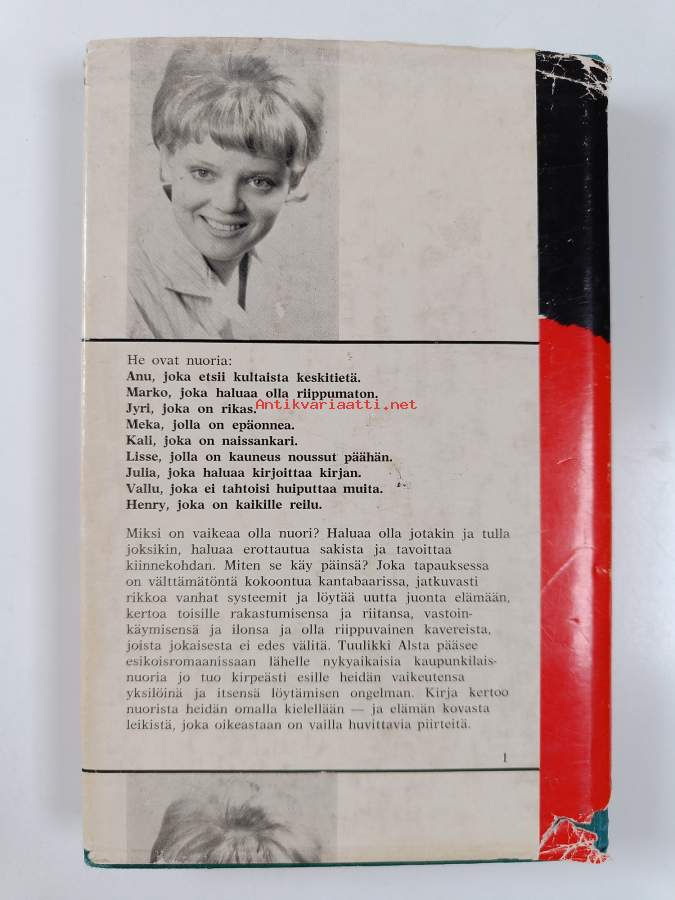 He ovat nuoria:
Anu, joka etsii kultaista keskitietä.
Marko, joka haluaa olla riippumaton.
Jyri, joka on rikas.
Antikvariaatti.net
Meka, jolla on epäonnea.
Kali, joka on naissankari.
Lisse, jolla on kauneus noussut päähän.
Julia, joka haluaa kirjoittaa kirjan.
Vallu, joka ei tahtoisi huiputtaa muita.
Henry, joka on kaikille reilu.
Miksi on vaikeaa olla nuori? Haluaa olla jotakin ja tulla
joksikin, haluaa erottautua sakista ja tavoittaa
kiinnekohdan. Miten se käy päinsä? Joka tapauksessa
on välttämätöntä kokoontua kantabaarissa, jatkuvasti
rikkoa vanhat systeemit ja löytää uutta juonta elämään,
kertoa toisille rakastumisensa ja riitansa, vastoin-
käymisensä ja ilonsa ja olla riippuvainen kavereista,
joista jokaisesta ei edes välitä. Tuulikki Alsta pääsee
esikoisromaanissaan lähelle nykyaikaisia kaupunkilais-
nuoria jo tuo kirpeästi esille heidän vaikeutensa
yksilöinä ja itsensä löytämisen ongelman. Kirja kertoo
nuorista heidän omalla kielellään — ja elämän kovasta
leikistä, joka oikeastaan on vailla huvittavia piirteitä.
1